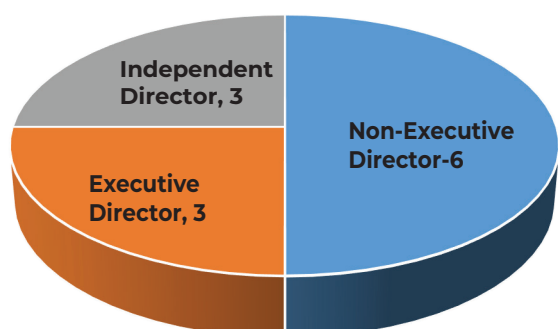 Independent
Director, 3
Non-Executive
Director-6
Executive
Director, 3